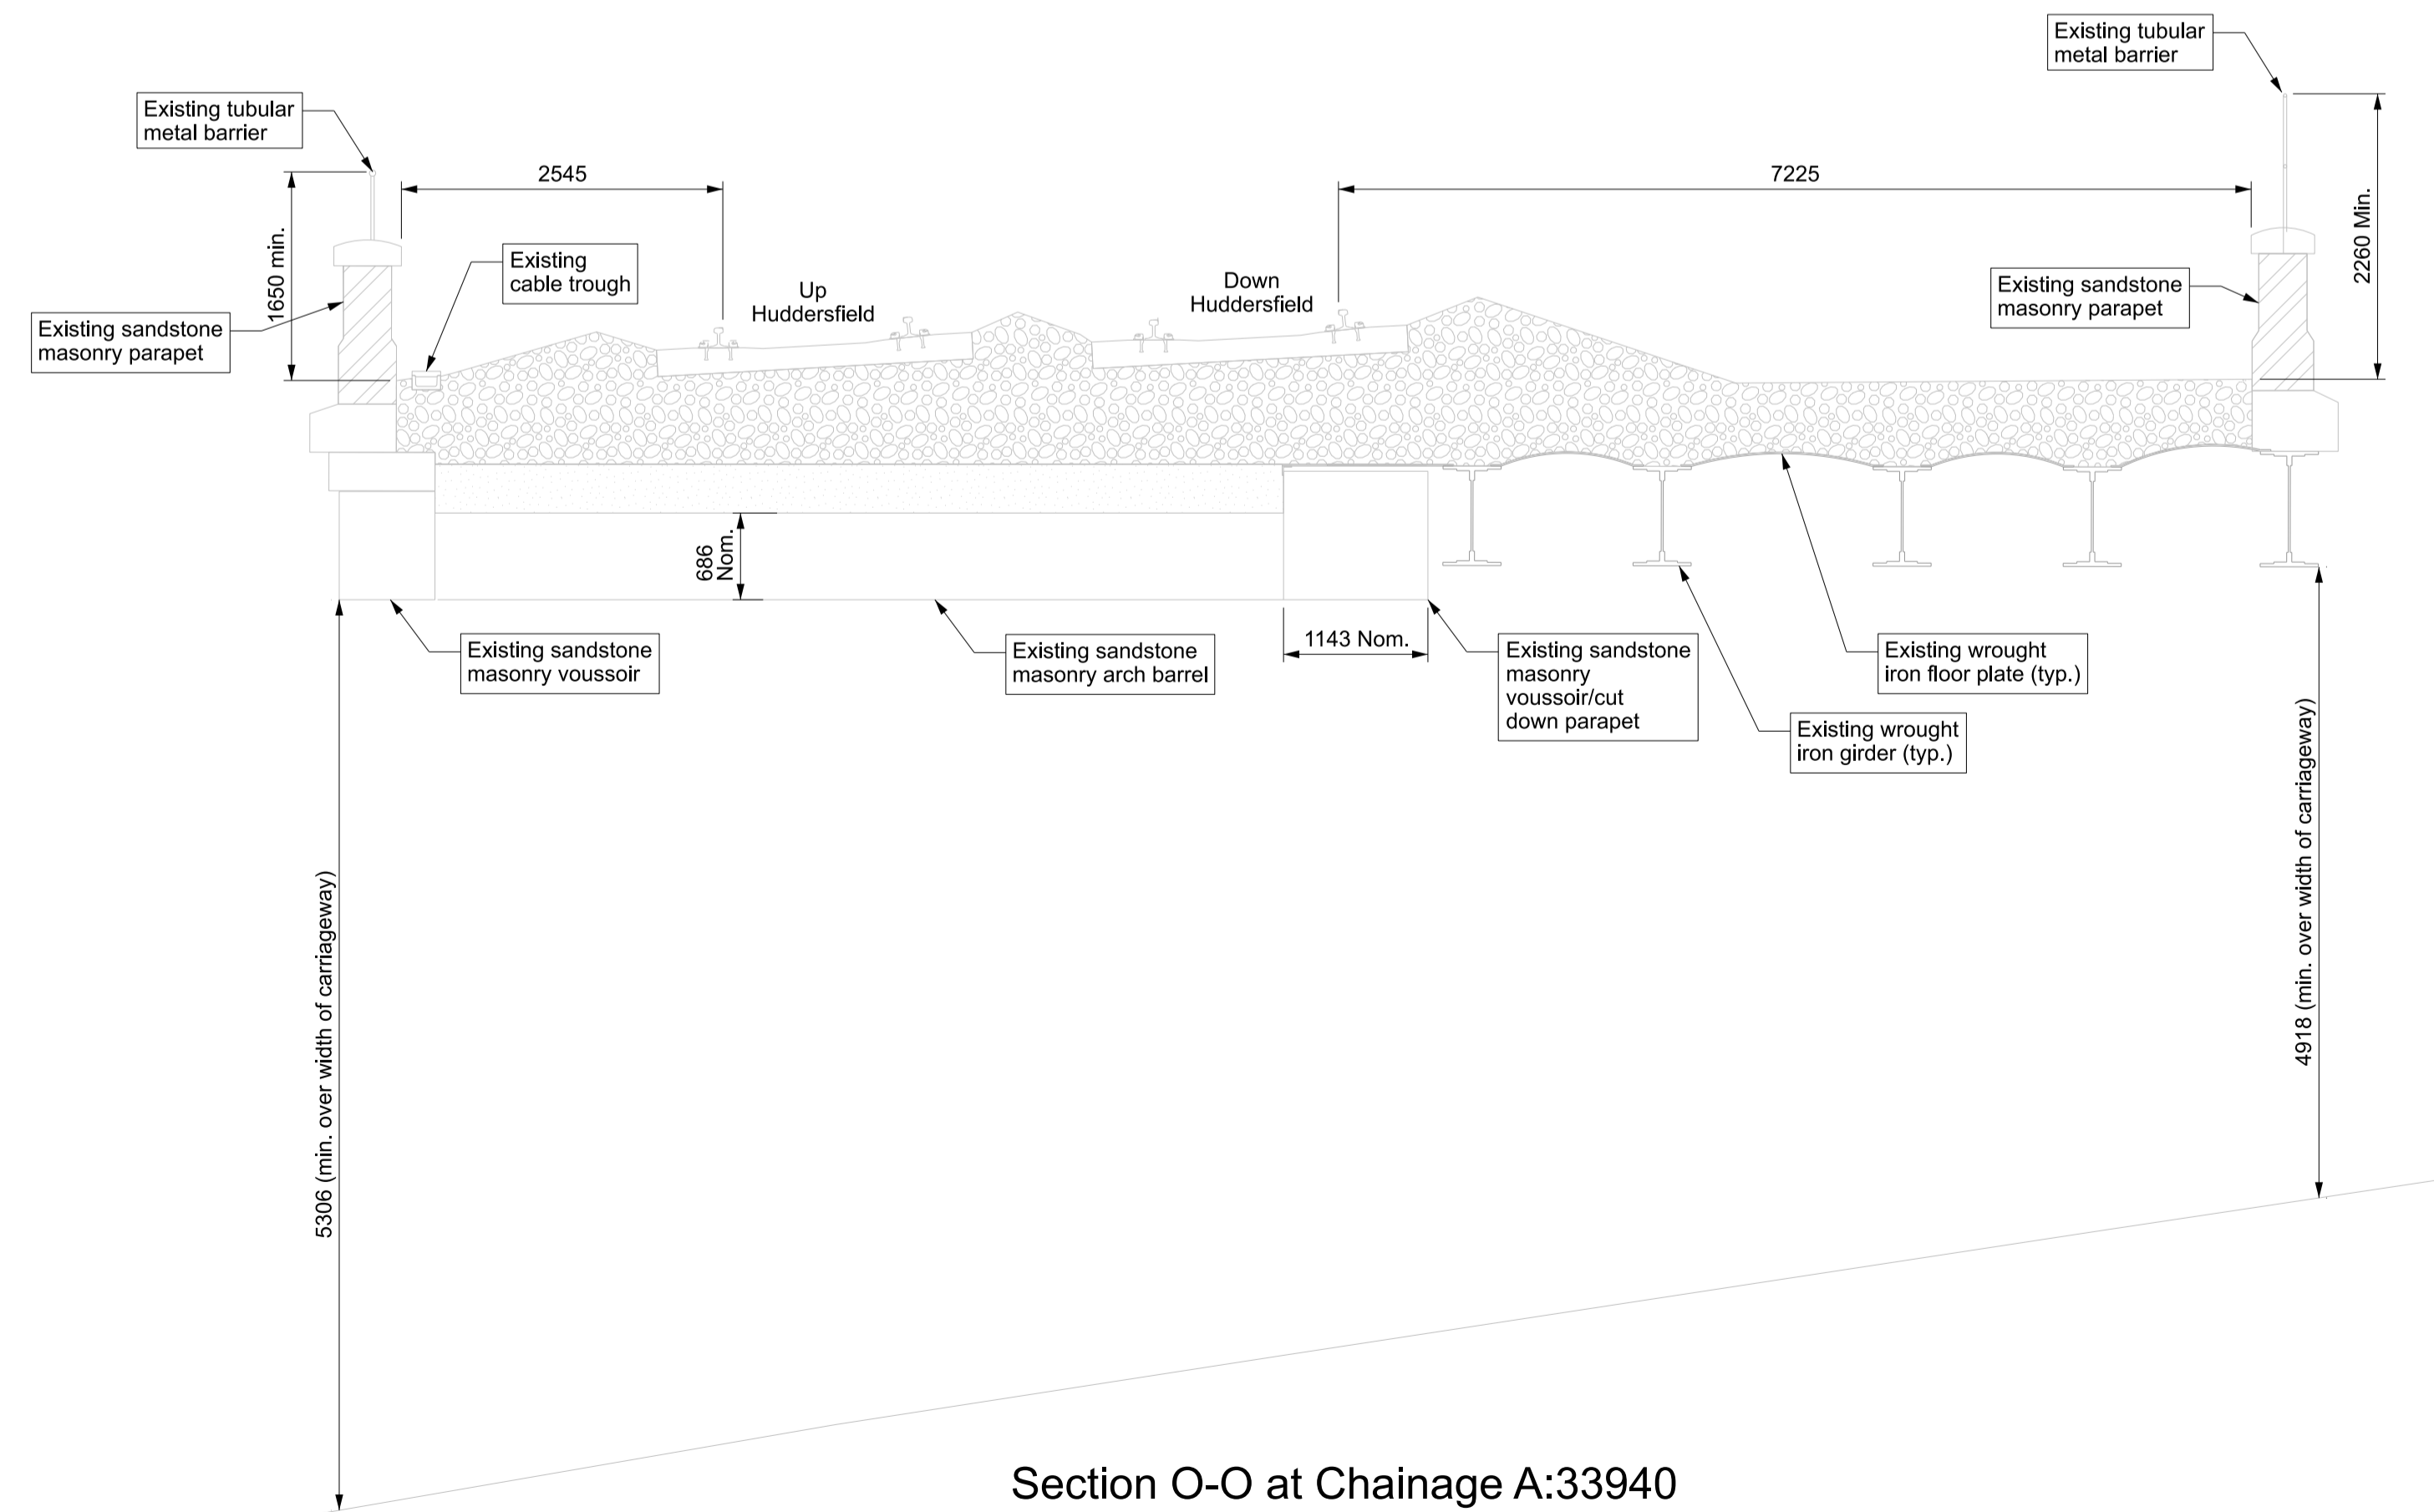 Existing tubular
metal barrier
Existing tubular
metal barrier
2545
7225
1650 min.
2260 Min.
Existing
cable trough
Up
Huddersfield
Down
Huddersfield
Existing sandstone
masonry parapet
Existing sandstone
masonry parapet
686
Nom.
1143 Nom.
Existing sandstone
masonry voussoir
Existing sandstone
masonry arch barrel
Existing sandstone
masonry
voussoir/cut
down parapet
Existing wrought
iron floor plate (typ.)
Existing wrought
iron girder (typ.)
5306 (min. over width of carriageway)
4918 (min. over width of carriageway)
Section O-O at Chainage A:33940